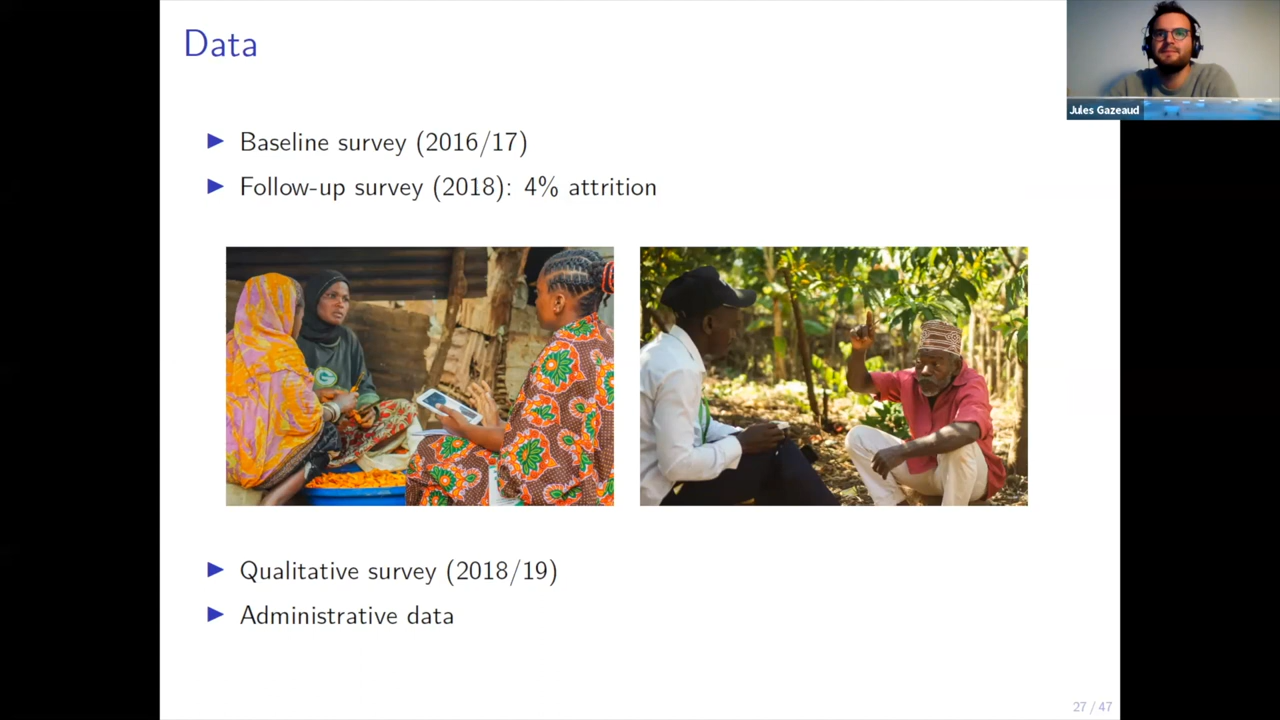 Data
Jules Gazeaud
▶ Baseline survey (2016/17)
▶ Follow-up survey (2018): 4% attrition
▶ Qualitative survey (2018/19)
▶ Administrative data
27 / 47